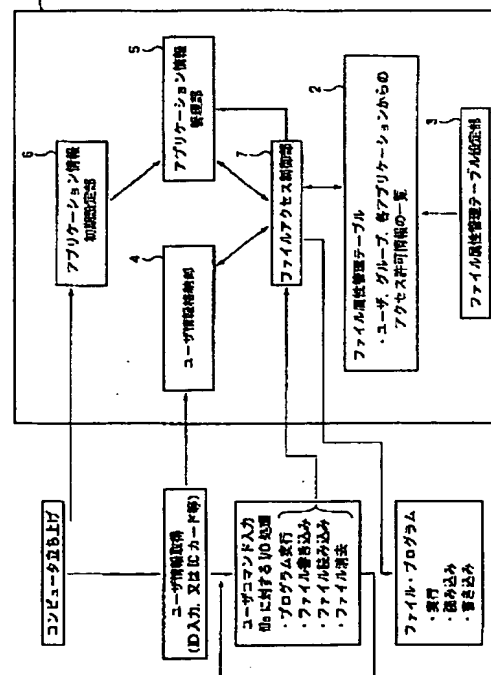 コンピュータ立ち上げ
ユーザ情報取得
(ID入力、又はICカード等)
ユーザコマンド入力
に対するI/O処理
・プログラム実行
・ファイル書き込み
・ファイル読み込み
・ファイル消去
ファイル・プログラム
・実行
・読み込み
・書き込み
6
アプリケーション情報
初期設定部
4
ユーザ情報格納部
5
アプリケーション情報
管理部
7
ファイルアクセス制御部
2
ファイル属性管理テーブル
・ユーザ、グループ、各アプリケーションからの
アクセス許可情報の一覧
3
ファイル属性管理テーブル設定部